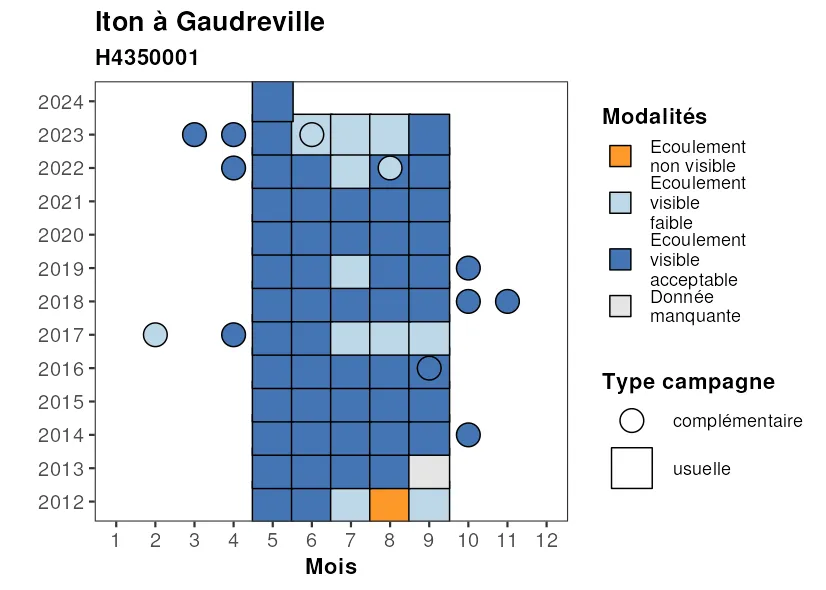 Iton à Gaudreville
H4350001
2024
2023
2022
2021
2020
2019
2018
2017
2016
2015
2014
2013
2012
1 2 3 4 5 6 7 8 9 10 11 12
Mois
Modalités
Ecoulement
non visible
Ecoulement
visible
faible
Ecoulement
visible
acceptable
Donnée
manquante
Type campagne
complémentaire
usuelle